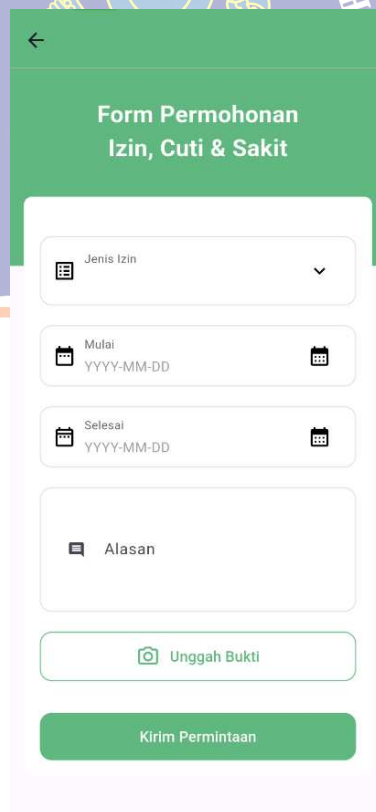 Form Permohonan
Izin, Cuti & Sakit
Jenis Izin
Mulai
YYYY-MM-DD
Selesai
YYYY-MM-DD
Alasan
Unggah Bukti
Kirim Permintaan